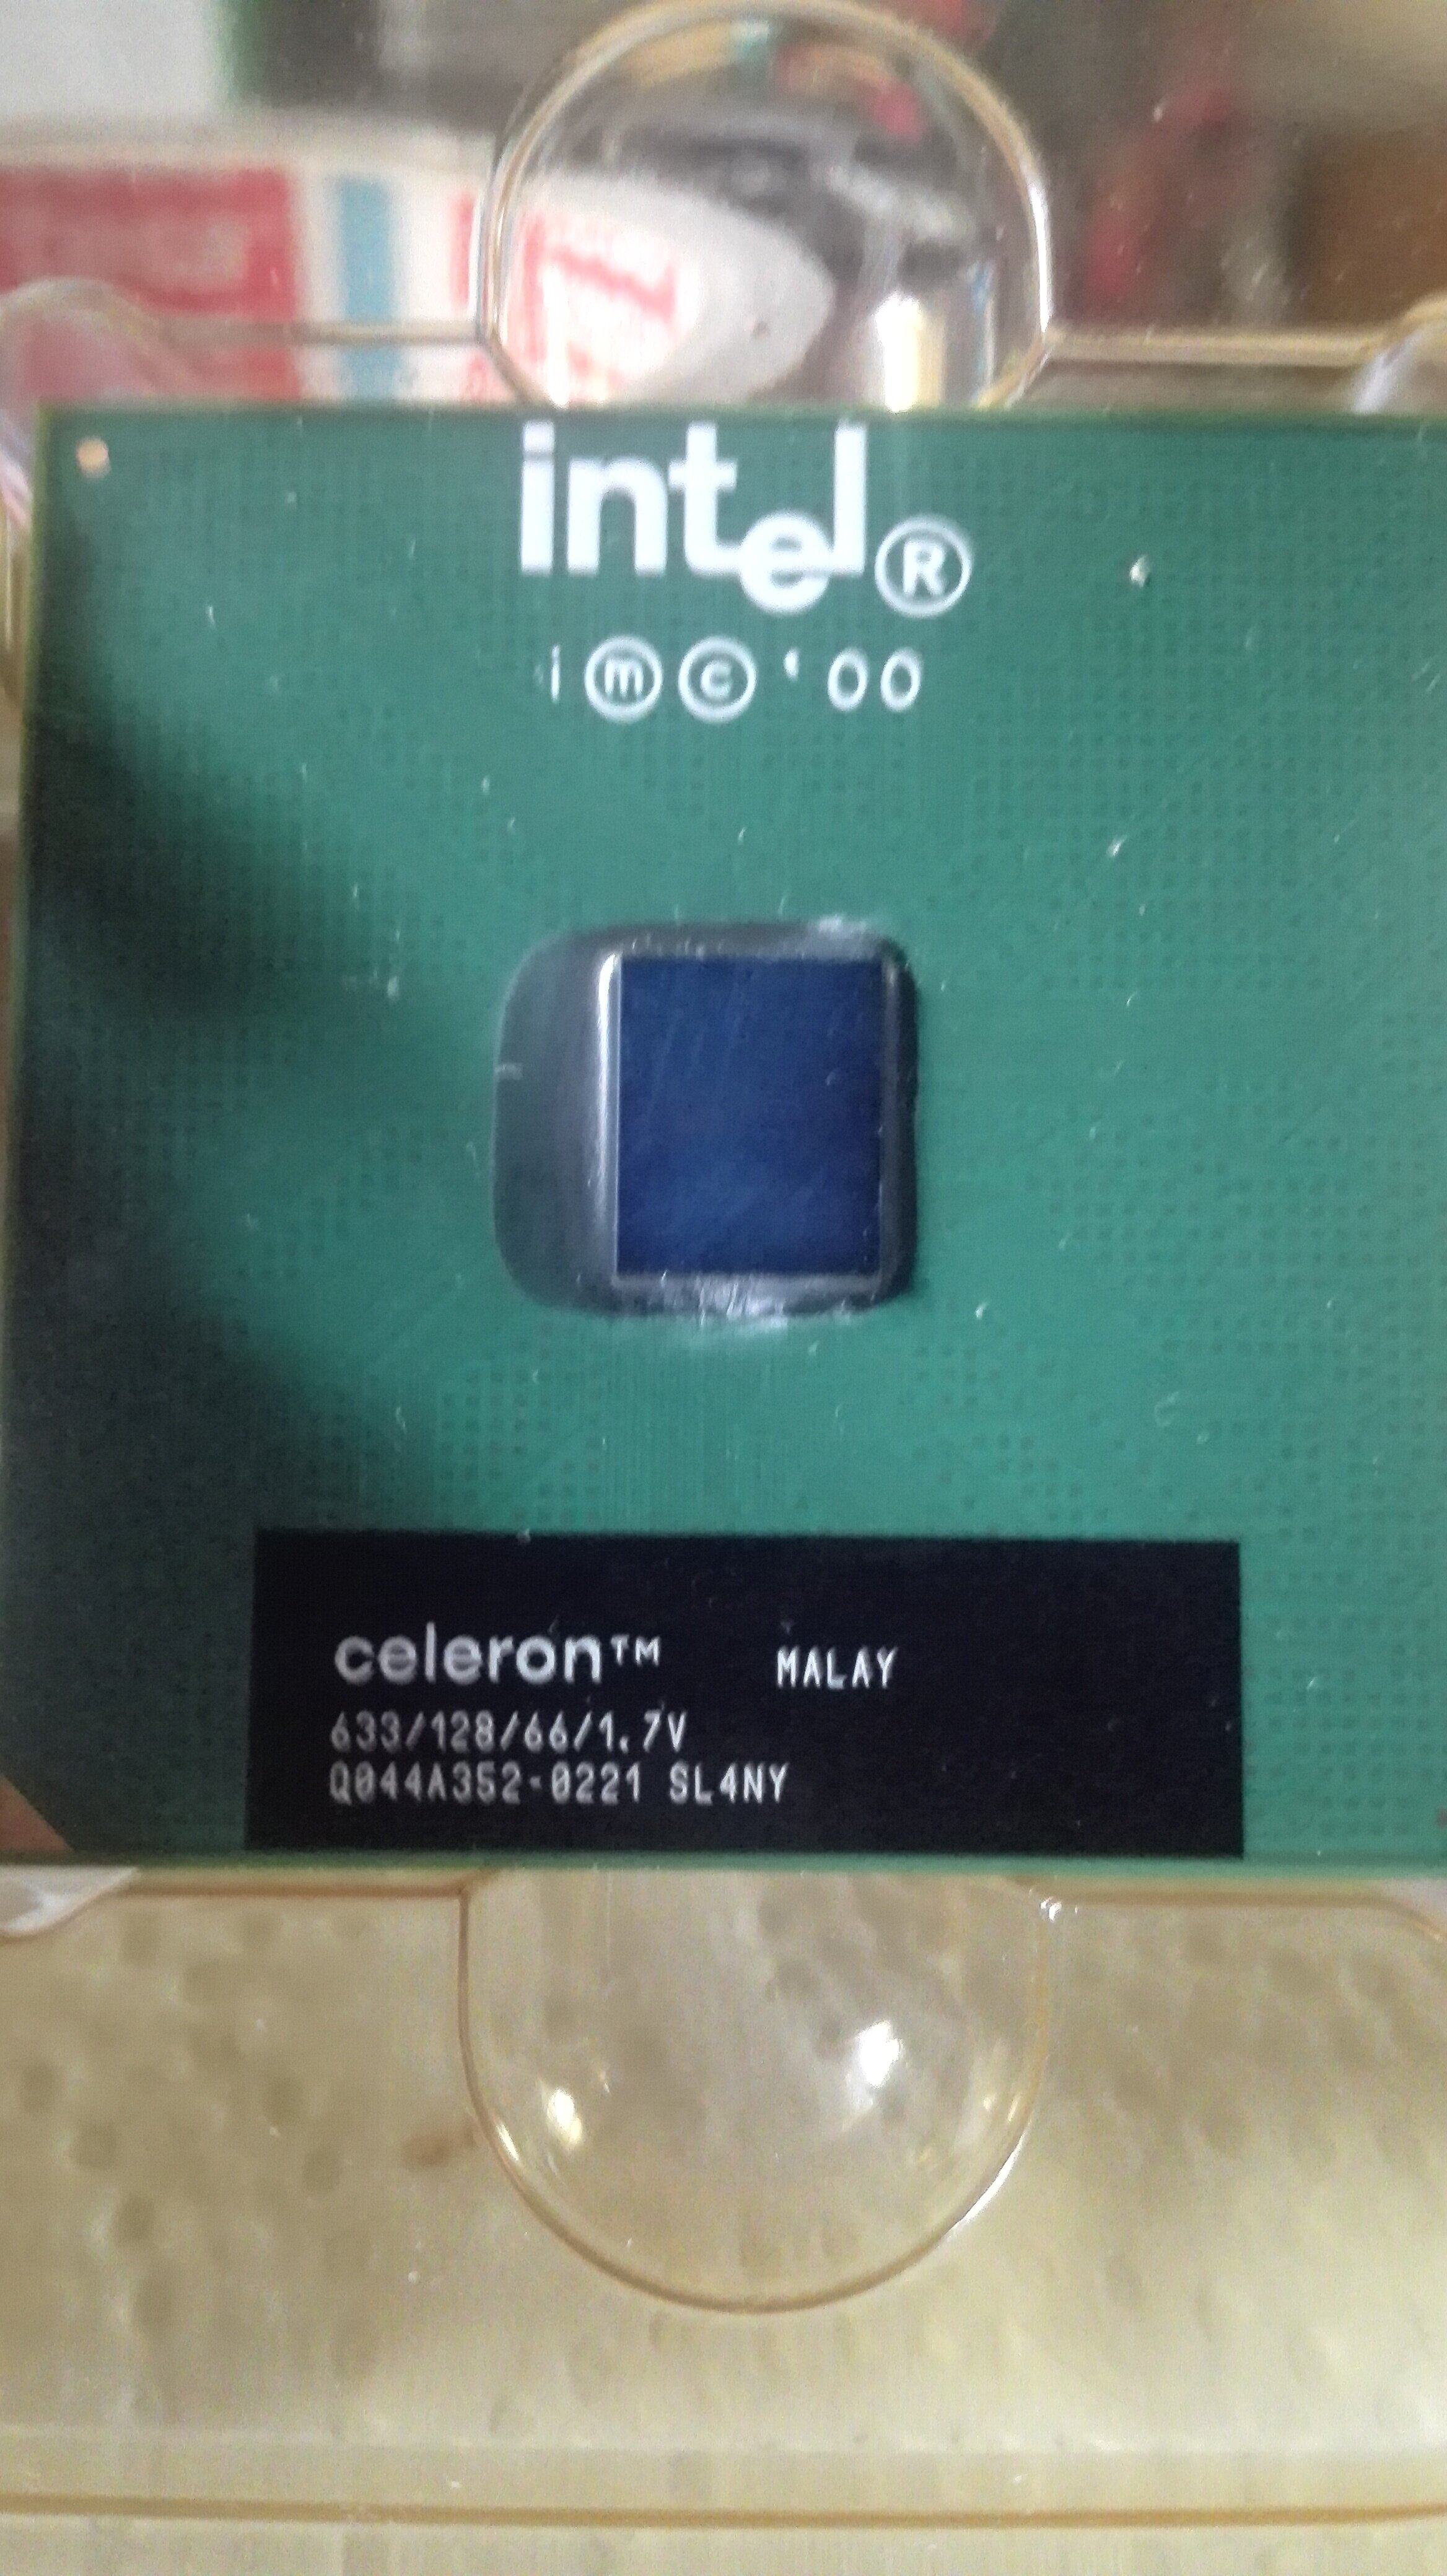 intel®
i ⓜ © '00
celeron™ MALAY
633/128/66/1.7V
Q044A352-0221 SL4NY